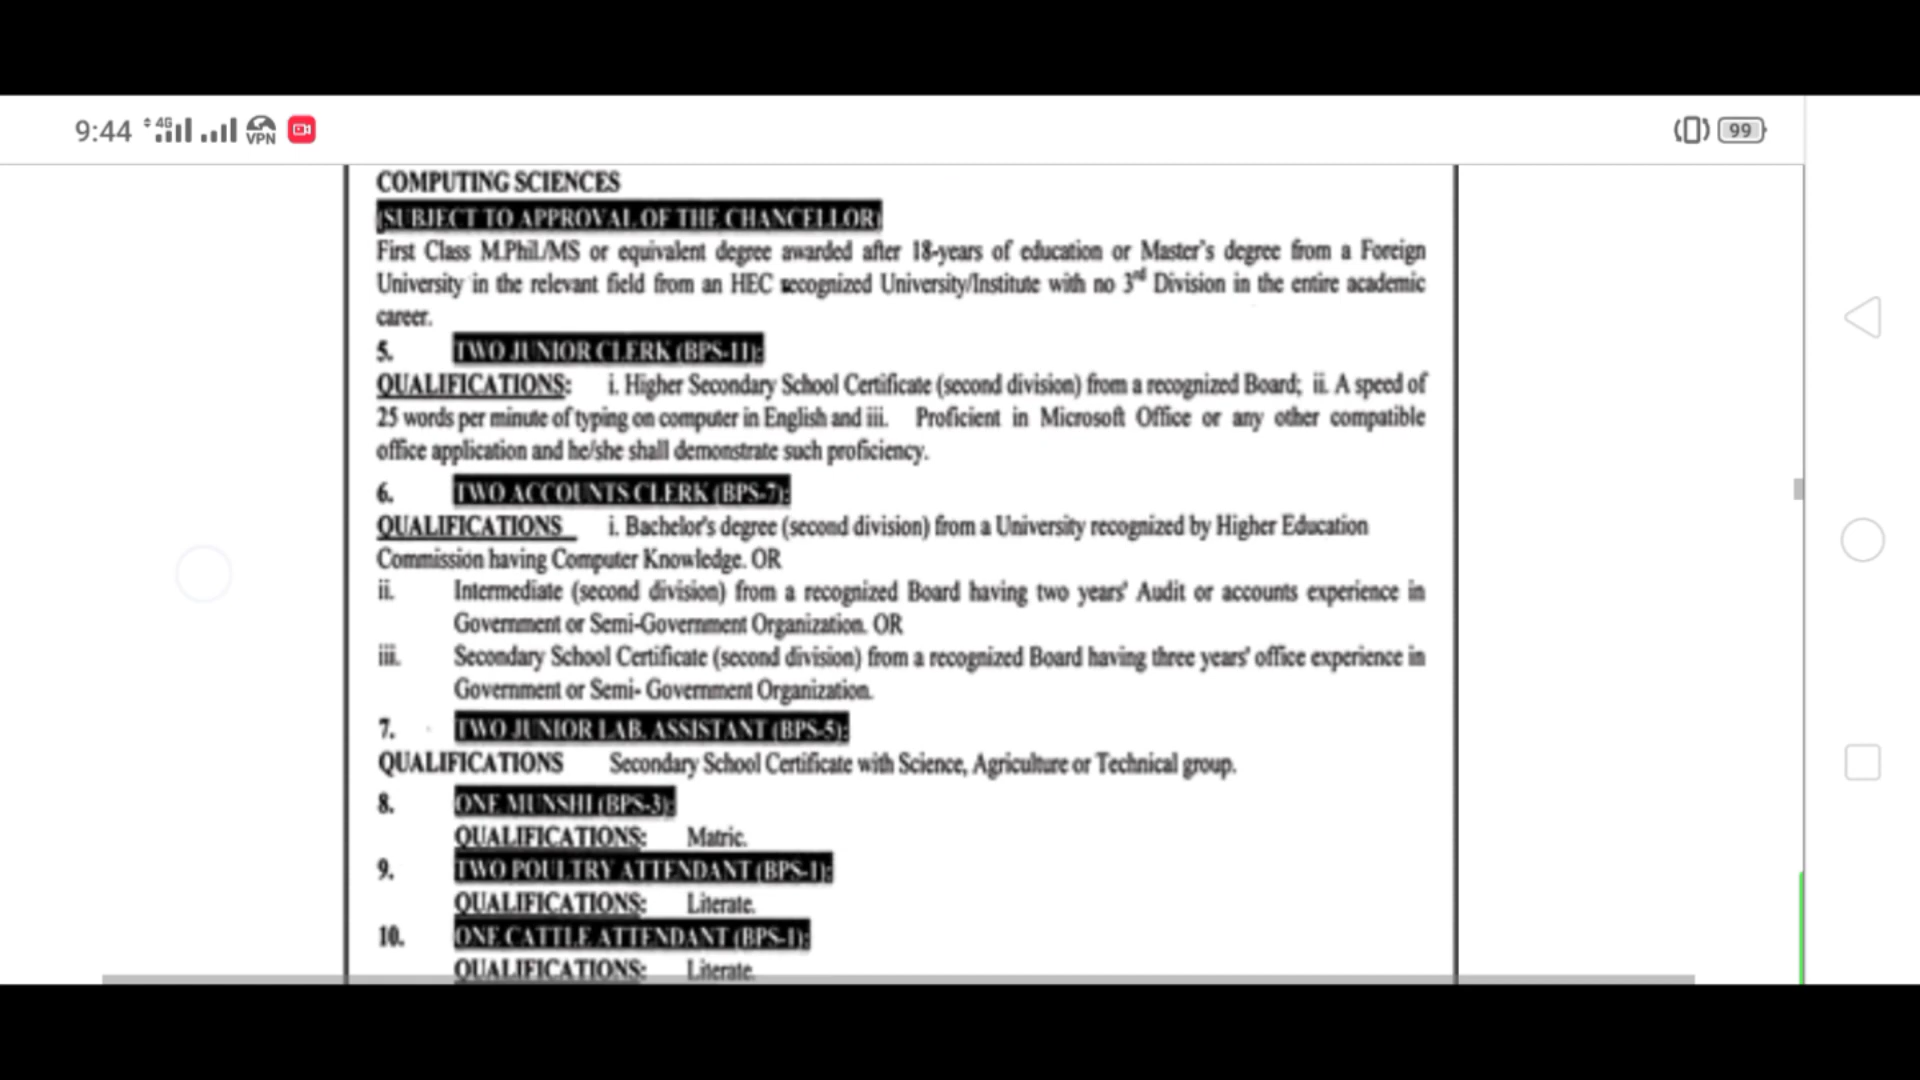 9:44 4G VPN 99
COMPUTING SCIENCES
(SUBJECT TO APPROVAL OF THE CHANCELLOR)
First Class M.Phil./MS or equivalent degree awarded after 18-years of education or Master's degree from a Foreign
University in the relevant field from an HEC recognized University/Institute with no 3rd Division in the entire academic
career.
5. TWO JUNIOR CLERK (BPS-11):
QUALIFICATIONS: i. Higher Secondary School Certificate (second division) from a recognized Board; ii. A speed of
25 words per minute of typing on computer in English and iii. Proficient in Microsoft Office or any other compatible
office application and he/she shall demonstrate such proficiency.
6. TWO ACCOUNTS CLERK (BPS-7):
QUALIFICATIONS i. Bachelor's degree (second division) from a University recognized by Higher Education
Commission having Computer Knowledge. OR
ii. Intermediate (second division) from a recognized Board having two years' Audit or accounts experience in
Government or Semi-Government Organization. OR
iii. Secondary School Certificate (second division) from a recognized Board having three years' office experience in
Government or Semi- Government Organization.
7. TWO JUNIOR LAB. ASSISTANT (BPS-5):
QUALIFICATIONS Secondary School Certificate with Science, Agriculture or Technical group.
8. ONE MUNSHI (BPS-3):
QUALIFICATIONS: Matric.
9. TWO POULTRY ATTENDANT (BPS-1):
QUALIFICATIONS: Literate.
10. ONE CATTLE ATTENDANT (BPS-1):
QUALIFICATIONS: Literate.